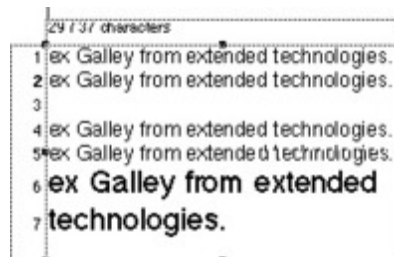 29 / 37 characters
1 ex Galley from extended technologies.
2 ex Galley from extended technologies.
3
4 ex Galley from extended technologies.
5 ex Galley from extended technologies.
6 ex Galley from extended
7 technologies.